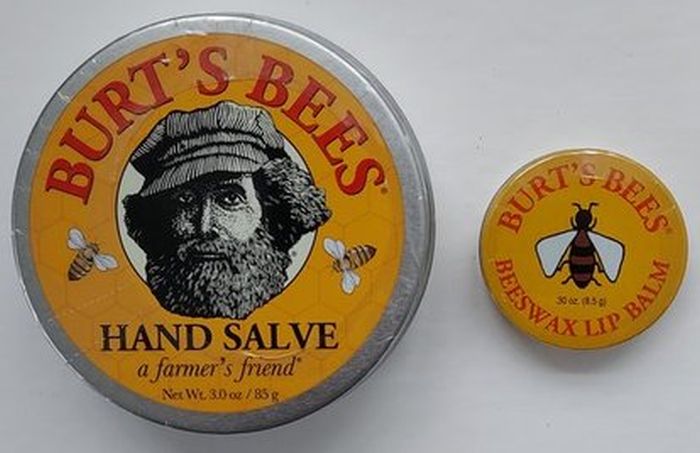 BURT'S BEES®
HAND SALVE
a farmer's friend®
Net Wt. 3.0 oz / 85 g
BURT'S BEES®
.30 oz. (8.5 g)
BEESWAX LIP BALM